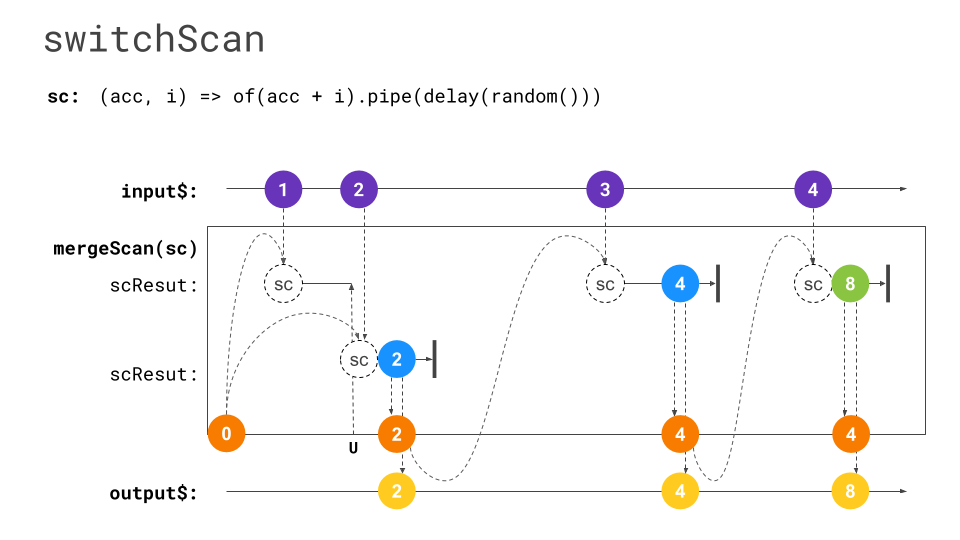 switchScan
sc: (acc, i) => of(acc + i).pipe(delay(random()))
input$: 1 2 3 4
mergeScan(sc)
scResut: sc sc 4 sc 8
scResut: sc 2
0 2 4 4
U
output$: 2 4 8